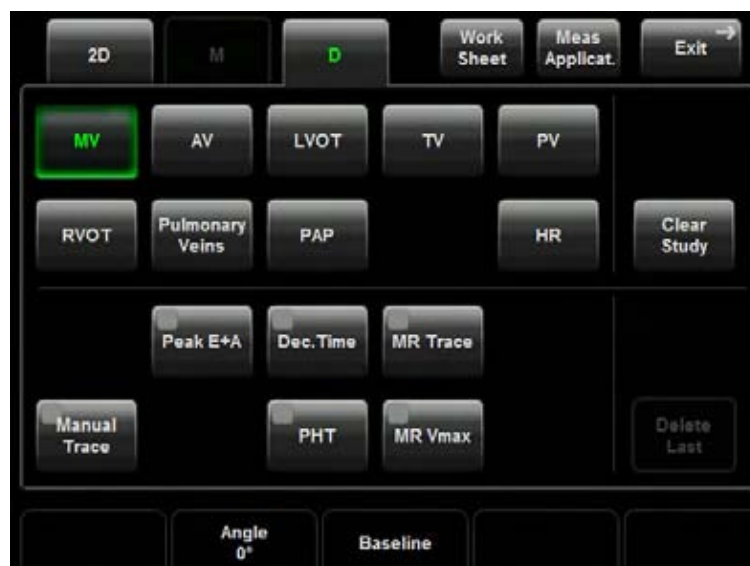 2D
M
D
Work
Sheet
Meas
Applicat.
Exit
MV
AV
LVOT
TV
PV
RVOT
Pulmonary
Veins
PAP
HR
Clear
Study
Peak E+A
Dec.Time
MR Trace
Manual
Trace
PHT
MR Vmax
Delete
Last
Angle
0°
Baseline